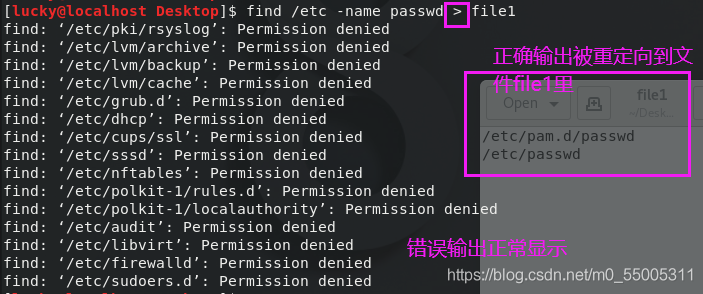 [lucky@localhost Desktop]$ find /etc -name passwd > file1
find: ‘/etc/pki/rsyslog’: Permission denied
find: ‘/etc/lvm/archive’: Permission denied
find: ‘/etc/lvm/backup’: Permission denied
find: ‘/etc/lvm/cache’: Permission denied
find: ‘/etc/grub.d’: Permission denied
find: ‘/etc/dhcp’: Permission denied
find: ‘/etc/cups/ssl’: Permission denied
find: ‘/etc/sssd’: Permission denied
find: ‘/etc/nftables’: Permission denied
find: ‘/etc/polkit-1/rules.d’: Permission denied
find: ‘/etc/polkit-1/localauthority’: Permission denied
find: ‘/etc/audit’: Permission denied
find: ‘/etc/libvirt’: Permission denied
find: ‘/etc/firewalld’: Permission denied
find: ‘/etc/sudoers.d’: Permission denied
正确输出被重定向到文
件file1里
Open
file1
~/Desk...
/etc/pam.d/passwd
/etc/passwd
错误输出正常显示
https://blog.csdn.net/m0_55005311